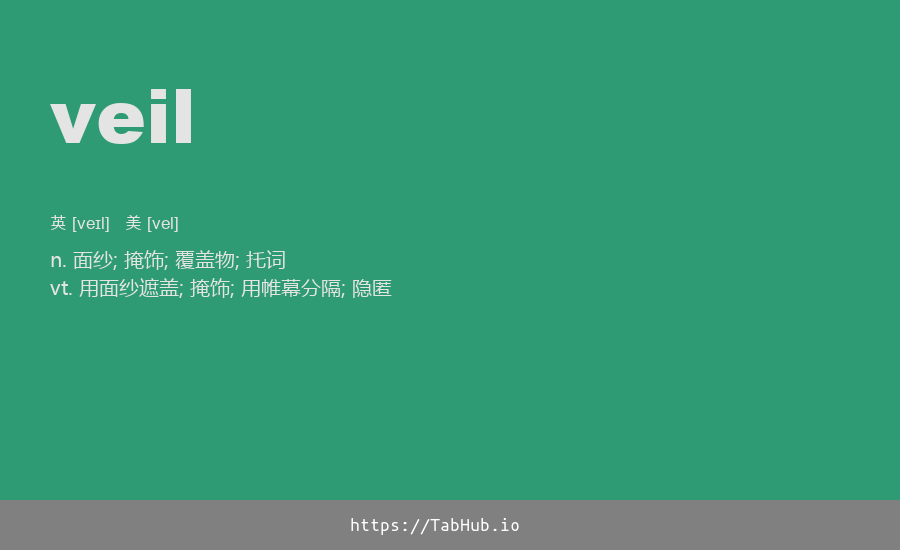 veil
英 [veɪl] 美 [vel]
n. 面纱; 掩饰; 覆盖物; 托词
vt. 用面纱遮盖; 掩饰; 用帷幕分隔; 隐匿
https://TabHub.io